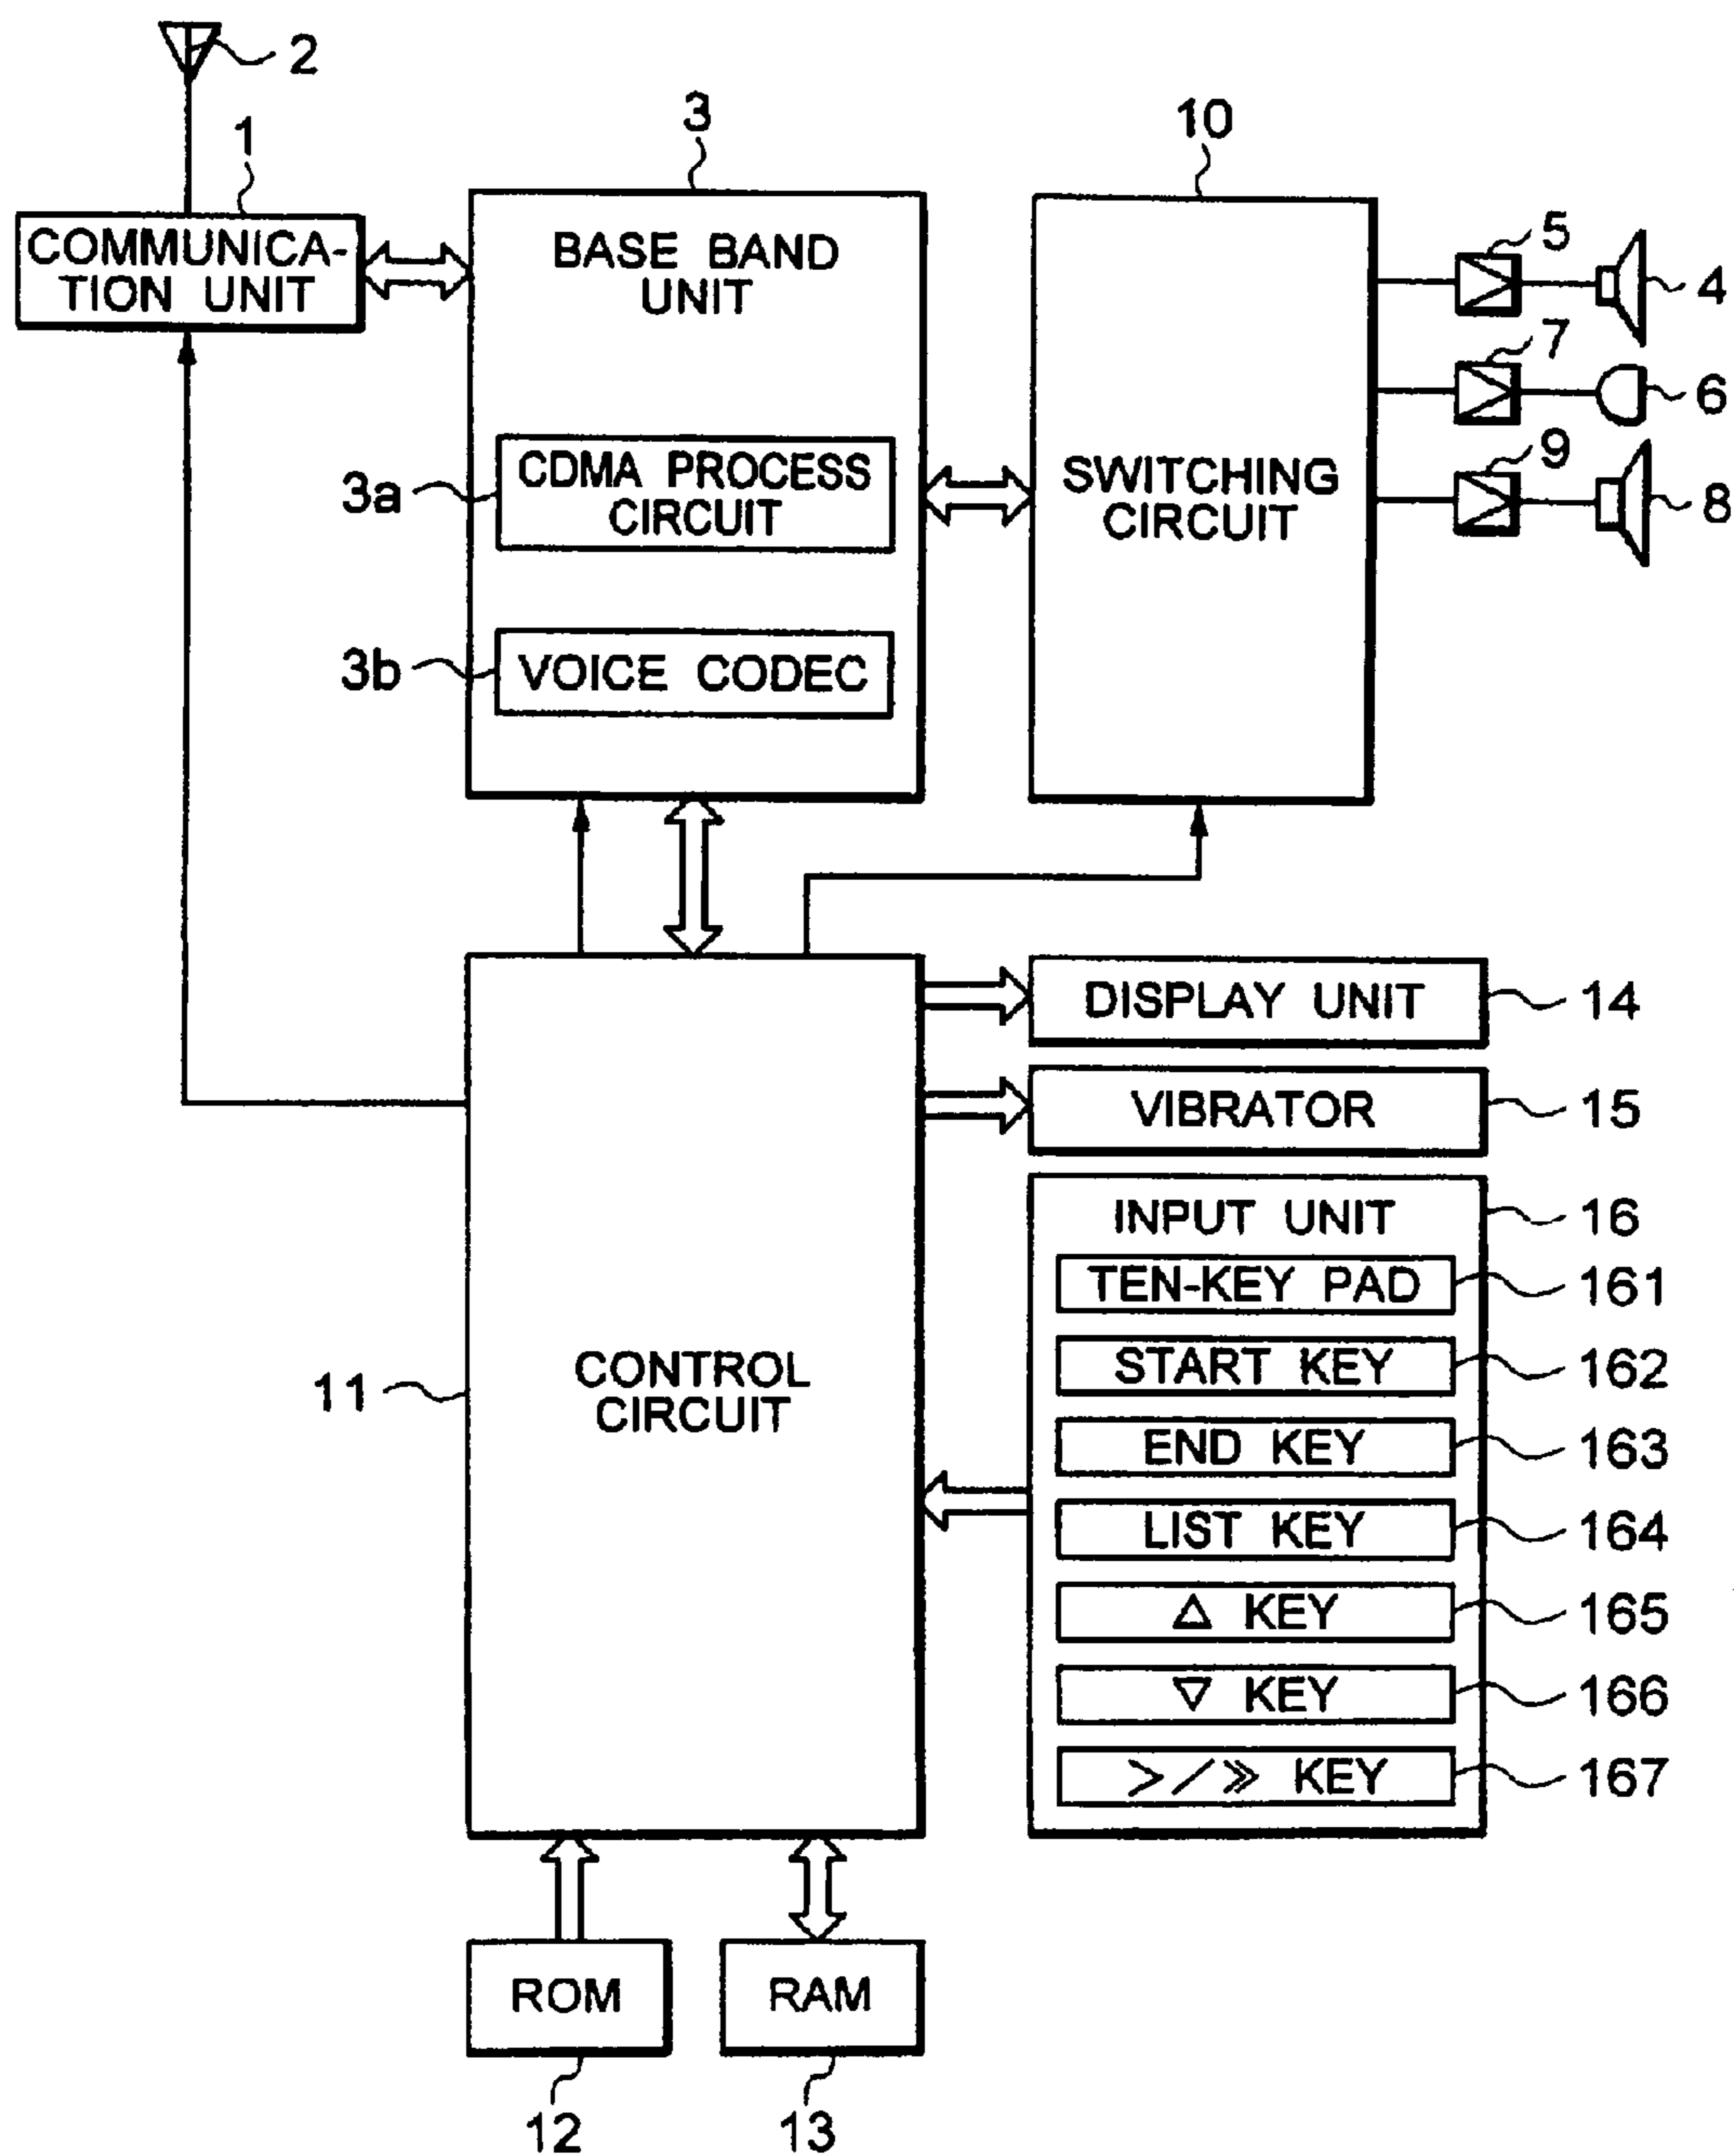 2
1
COMMUNICA-
TION UNIT
3
BASE BAND
UNIT
3a
CDMA PROCESS
CIRCUIT
3b
VOICE CODEC
10
SWITCHING
CIRCUIT
5
4
7
6
9
8
11
CONTROL
CIRCUIT
DISPLAY UNIT
14
VIBRATOR
15
INPUT UNIT
16
TEN-KEY PAD
161
START KEY
162
END KEY
163
LIST KEY
164
△ KEY
165
▽ KEY
166
>/≫ KEY
167
ROM
12
RAM
13